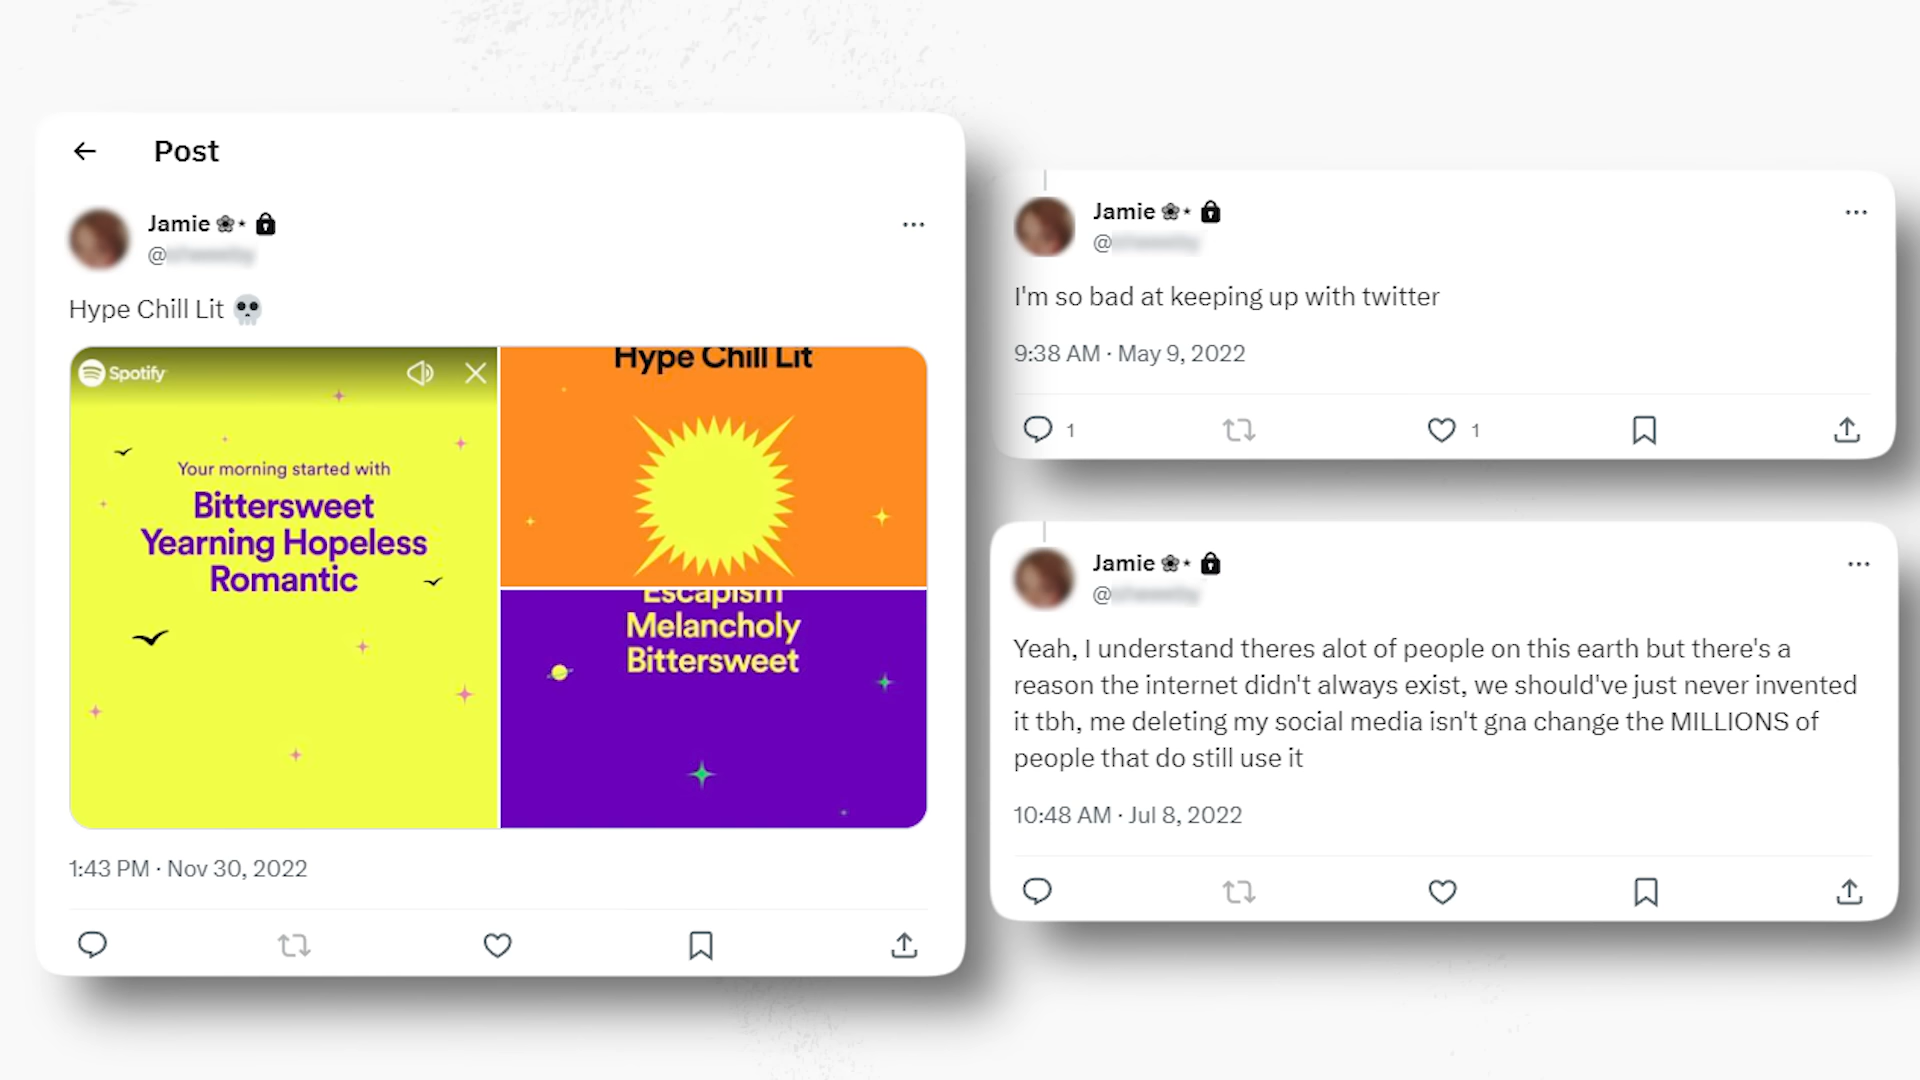 Post
Jamie
@
Hype Chill Lit
Spotify
Your morning started with
Bittersweet
Yearning Hopeless
Romantic
Hype Chill Lit
Escapism
Melancholy
Bittersweet
1:43 PM · Nov 30, 2022
Jamie
@
I'm so bad at keeping up with twitter
9:38 AM · May 9, 2022
1
1
Jamie
@
Yeah, I understand theres alot of people on this earth but there's a
reason the internet didn't always exist, we should've just never invented
it tbh, me deleting my social media isn't gna change the MILLIONS of
people that do still use it
10:48 AM · Jul 8, 2022